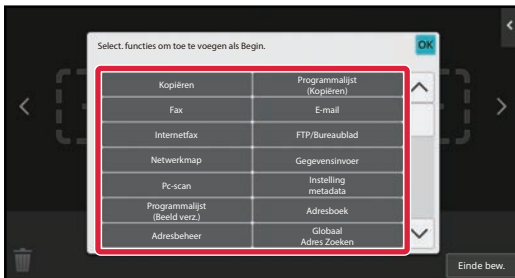 Select. functies om toe te voegen als Begin.
OK
Kopiëren
Programmalijst
(Kopiëren)
Fax
E-mail
Internetfax
FTP/Bureaublad
Netwerkmap
Gegevensinvoer
Pc-scan
Instelling
metadata
Programmalijst
(Beeld verz.)
Adresboek
Adresbeheer
Globaal
Adres Zoeken
Einde bew.